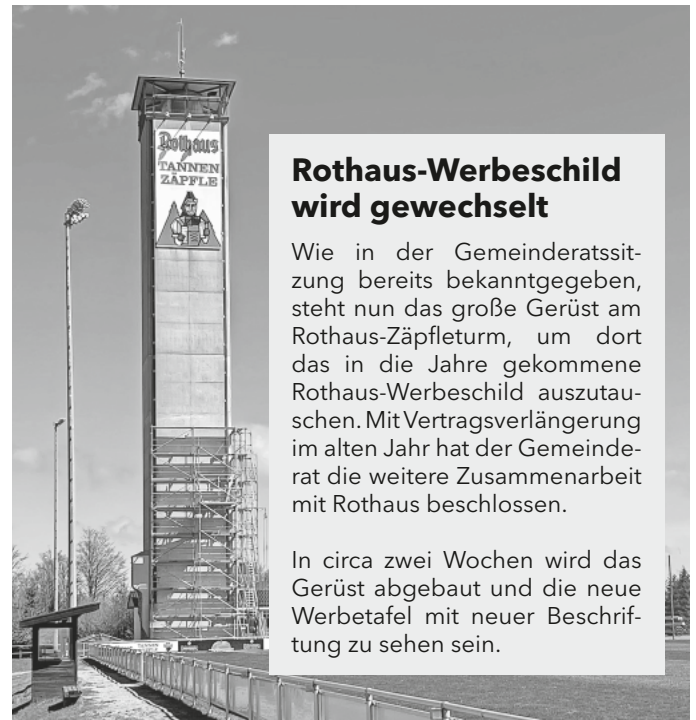 Rothaus
TANNEN
ZÄPFLE
Rothaus-Werbeschild
wird gewechselt
Wie in der Gemeinderatssit-
zung bereits bekanntgegeben,
steht nun das große Gerüst am
Rothaus-Zäpfleturm, um dort
das in die Jahre gekommene
Rothaus-Werbeschild auszutau-
schen. Mit Vertragsverlängerung
im alten Jahr hat der Gemeinde-
rat die weitere Zusammenarbeit
mit Rothaus beschlossen.
In circa zwei Wochen wird das
Gerüst abgebaut und die neue
Werbetafel mit neuer Beschrif-
tung zu sehen sein.